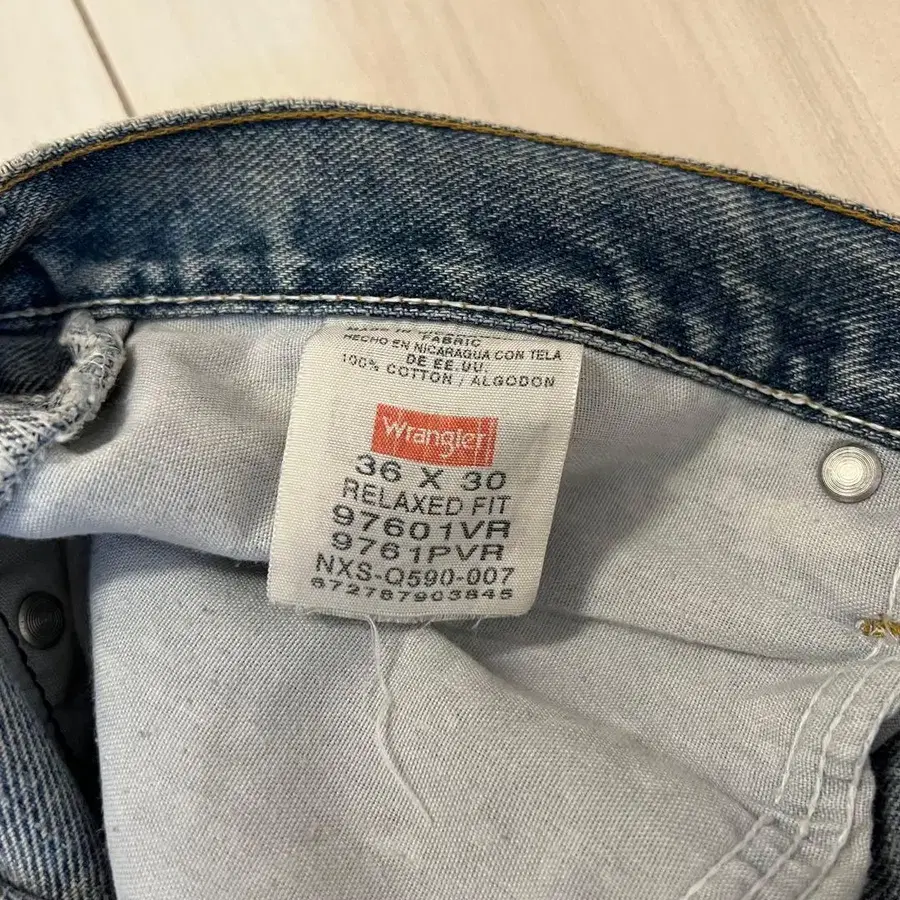 FABRIC
HECHO EN NICARAGUA CON TELA
DE EE.UU.
100% COTTON / ALGODON
Wrangler
36 X 30
RELAXED FIT
97601VR
9761PVR
NXS-Q590-007
672787903845